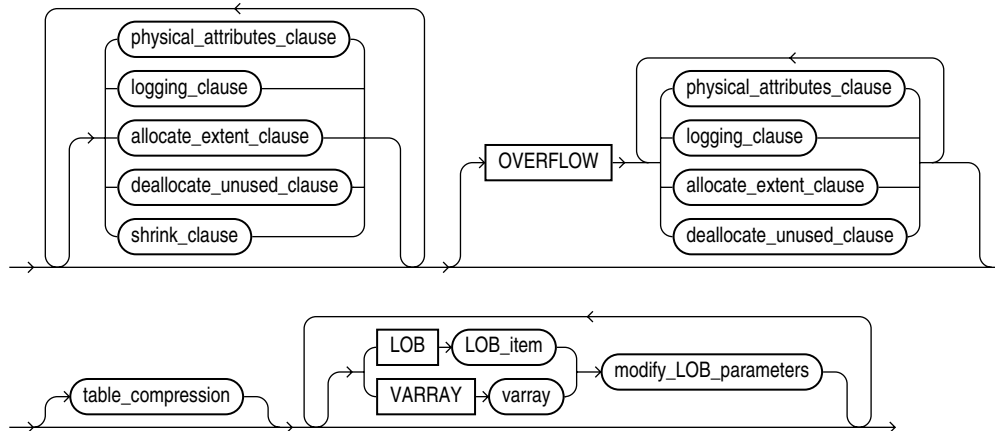 physical_attributes_clause
logging_clause
allocate_extent_clause
deallocate_unused_clause
shrink_clause
OVERFLOW
physical_attributes_clause
logging_clause
allocate_extent_clause
deallocate_unused_clause
table_compression
LOB LOB_item
VARRAY varray
modify_LOB_parameters